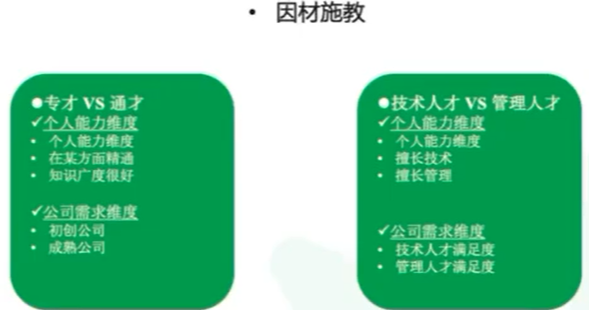 • 因材施教
●专才 VS 通才
✓个人能力维度
• 个人能力维度
• 在某方面精通
• 知识广度很好
✓公司需求维度
• 初创公司
• 成熟公司
●技术人才 VS 管理人才
✓个人能力维度
• 个人能力维度
• 擅长技术
• 擅长管理
✓公司需求维度
• 技术人才满足度
• 管理人才满足度